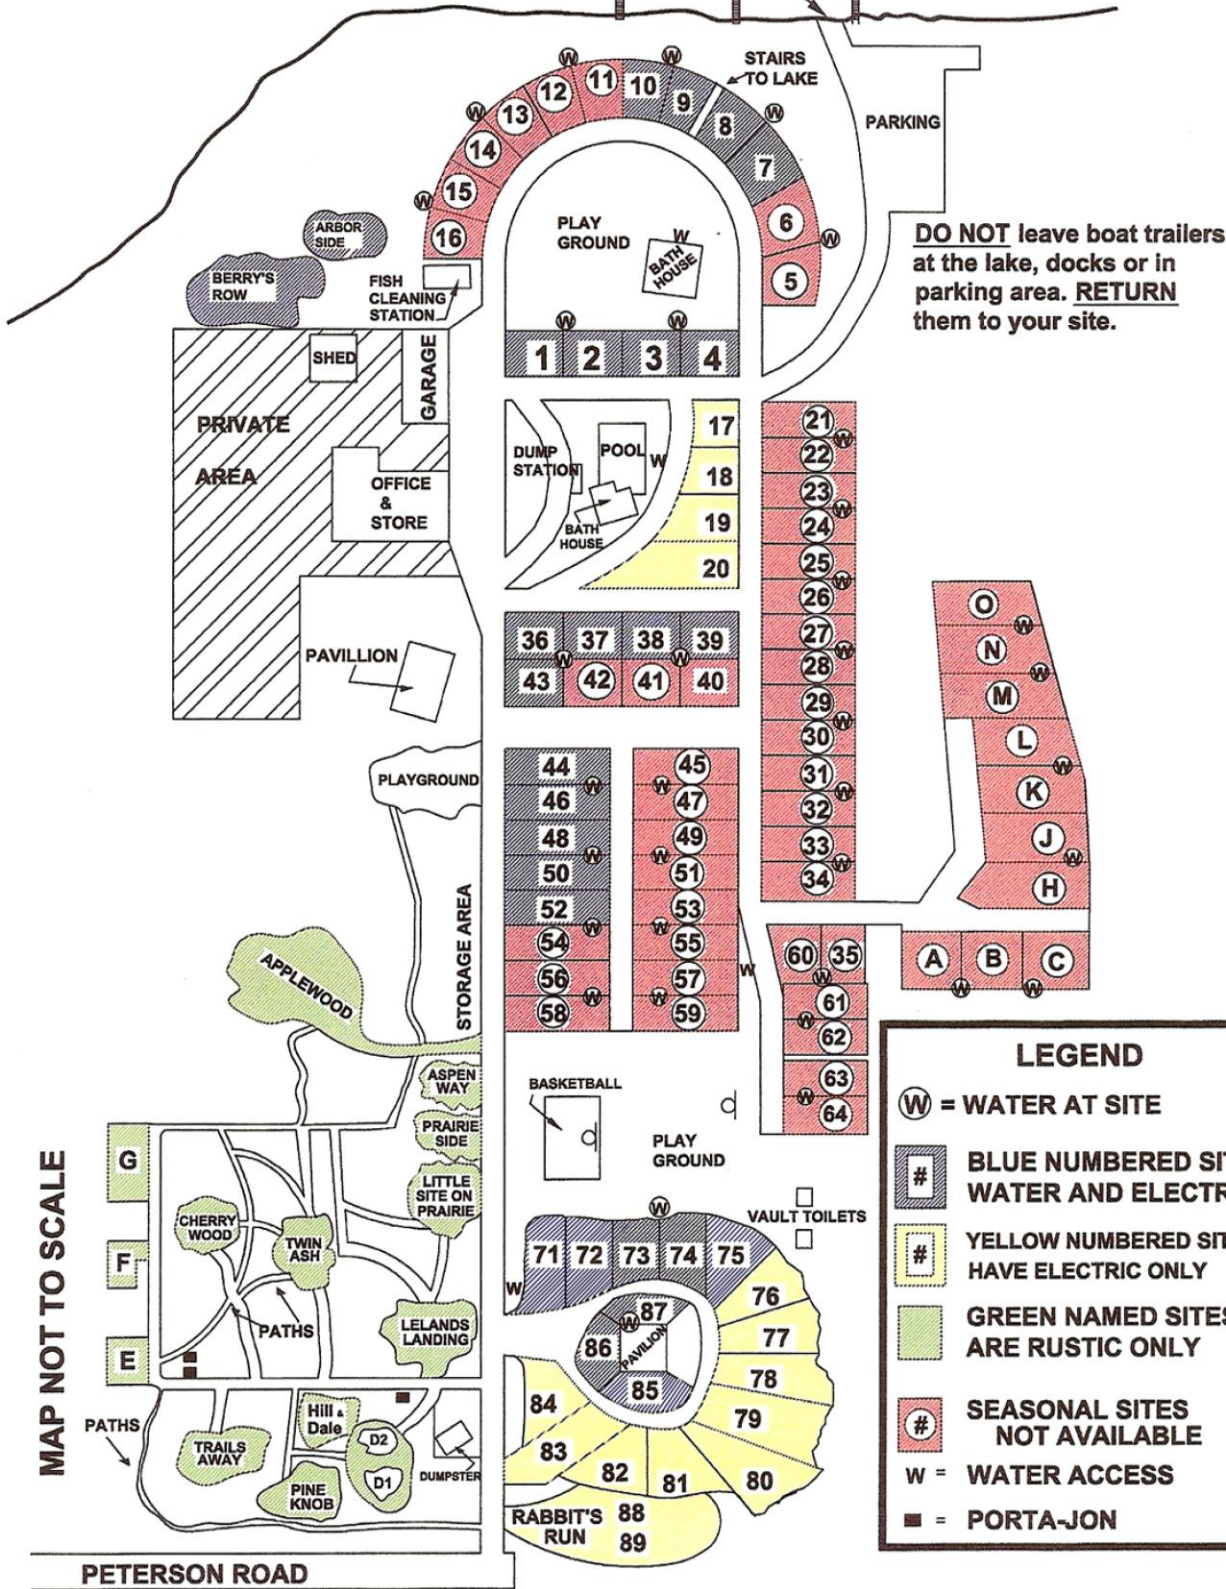 STAIRS
TO LAKE
PARKING
W
W
W
W
W
W
11
10
12
9
13
8
14
7
15
6
16
5
PLAY
GROUND
W
BATH
HOUSE
ARBOR
SIDE
BERRY'S
ROW
FISH
CLEANING
STATION
DO NOT leave boat trailers
at the lake, docks or in
parking area. RETURN
them to your site.
W
W
1 2 3 4
SHED
GARAGE
PRIVATE
AREA
OFFICE
&
STORE
DUMP
STATION
POOL
W
BATH
HOUSE
17
18
19
20
21
W
22
23
W
24
25
W
26
27
W
28
29
W
30
31
W
32
33
W
34
PAVILLION
36 37 38 39
W W
43 42 41 40
O
W
N
W
M
L
W
K
J
W
H
PLAYGROUND
44
W
46
48
W
50
52
W
54
56
W
58
45
W
47
49
W
51
53
W
55
57
W
59
STORAGE AREA
W
60 35
W
61
W
62
63
W
64
A B C
W W
APPLEWOOD
ASPEN
WAY
PRAIRIE
SIDE
LITTLE
SITE ON
PRAIRIE
BASKETBALL
PLAY
GROUND
VAULT TOILETS
MAP NOT TO SCALE
G
F
E
CHERRY
WOOD
TWIN
ASH
PATHS
LELANDS
LANDING
W
W
71 72 73 74 75
76
77
78
79
80
81
82
83
84
87
W
86
PAVILION
85
PATHS
TRAILS
AWAY
Hill &
Dale
D2
D1
PINE
KNOB
DUMPSTER
RABBIT'S
RUN
88
89
PETERSON ROAD
LEGEND
W = WATER AT SITE
# BLUE NUMBERED SIT
WATER AND ELECTR
# YELLOW NUMBERED SIT
HAVE ELECTRIC ONLY
GREEN NAMED SITES
ARE RUSTIC ONLY
# SEASONAL SITES
NOT AVAILABLE
W = WATER ACCESS
= PORTA-JON